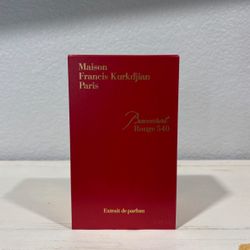 Maison
Francis Kurkdjian
Paris
Baccarat
Rouge 540
Extrait de parfum